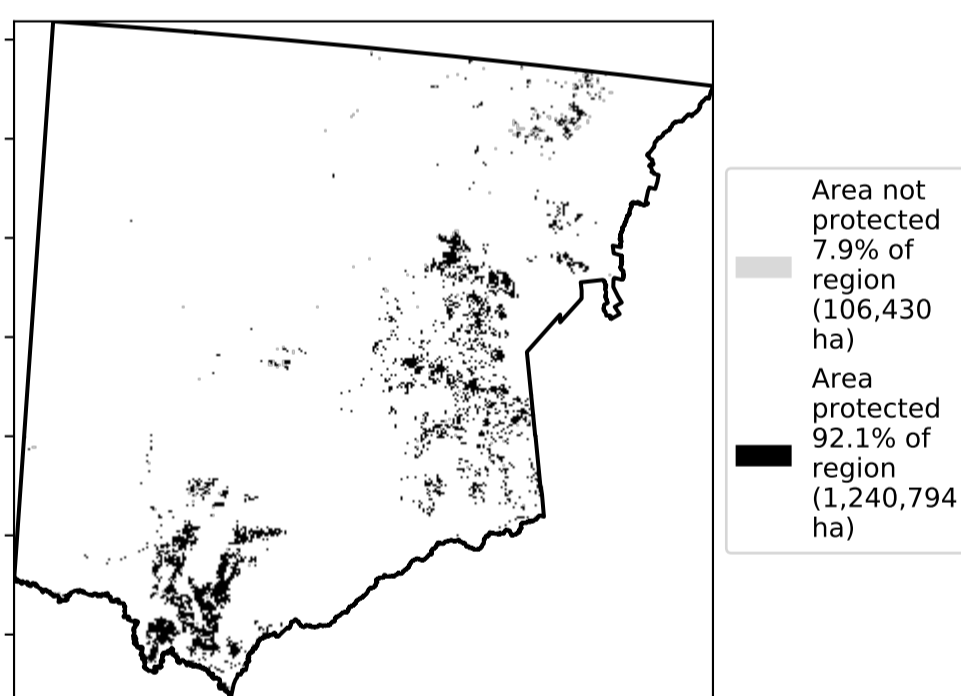 Area not
protected
7.9% of
region
(106,430
ha)
Area
protected
92.1% of
region
(1,240,794
ha)